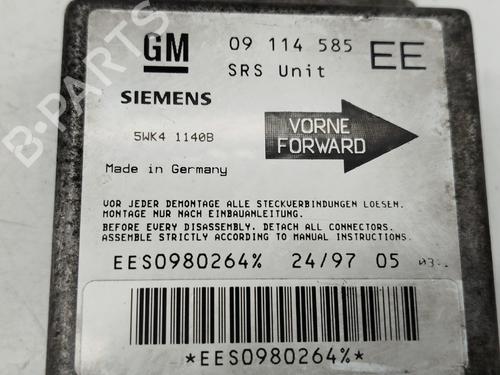 GM 09 114 585 EE
SRS Unit
SIEMENS
5WK4 1140B
VORNE
FORWARD
Made in Germany
VOR JEDER DEMONTAGE ALLE STECKVERBINDUNGEN LOESEN.
MONTAGE NUR NACH EINBAUANLEITUNG.
BEFORE EVERY DISASSEMBLY. DETACH ALL CONNECTORS.
ASSEMBLE STRICTLY ACCORDING TO MANUAL INSTRUCTIONS.
EES0980264% 24/97 05
*EES0980264%*
B-PARTS